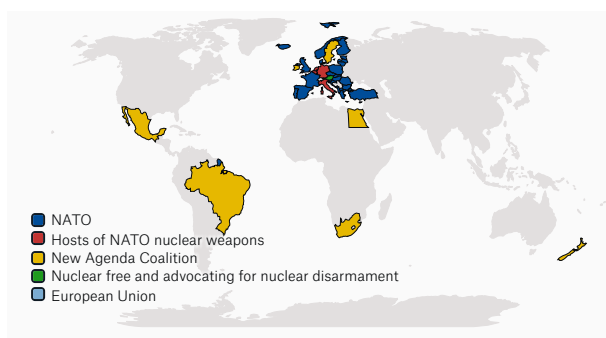 NATO
Hosts of NATO nuclear weapons
New Agenda Coalition
Nuclear free and advocating for nuclear disarmament
European Union